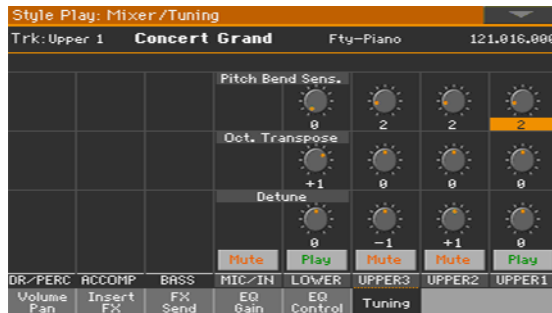 Style Play: Mixer/Tuning
Trk: Upper 1 Concert Grand Fty-Piano 121.016.000
Pitch Bend Sens.
0 2 2 2
Oct. Transpose
+1 0 0 0
Detune
0 -1 +1 0
Mute Play Mute Mute Play
DR/PERC ACCOMP BASS MIC/IN LOWER UPPER3 UPPER2 UPPER1
Volume Pan Insert FX FX Send EQ Gain EQ Control Tuning